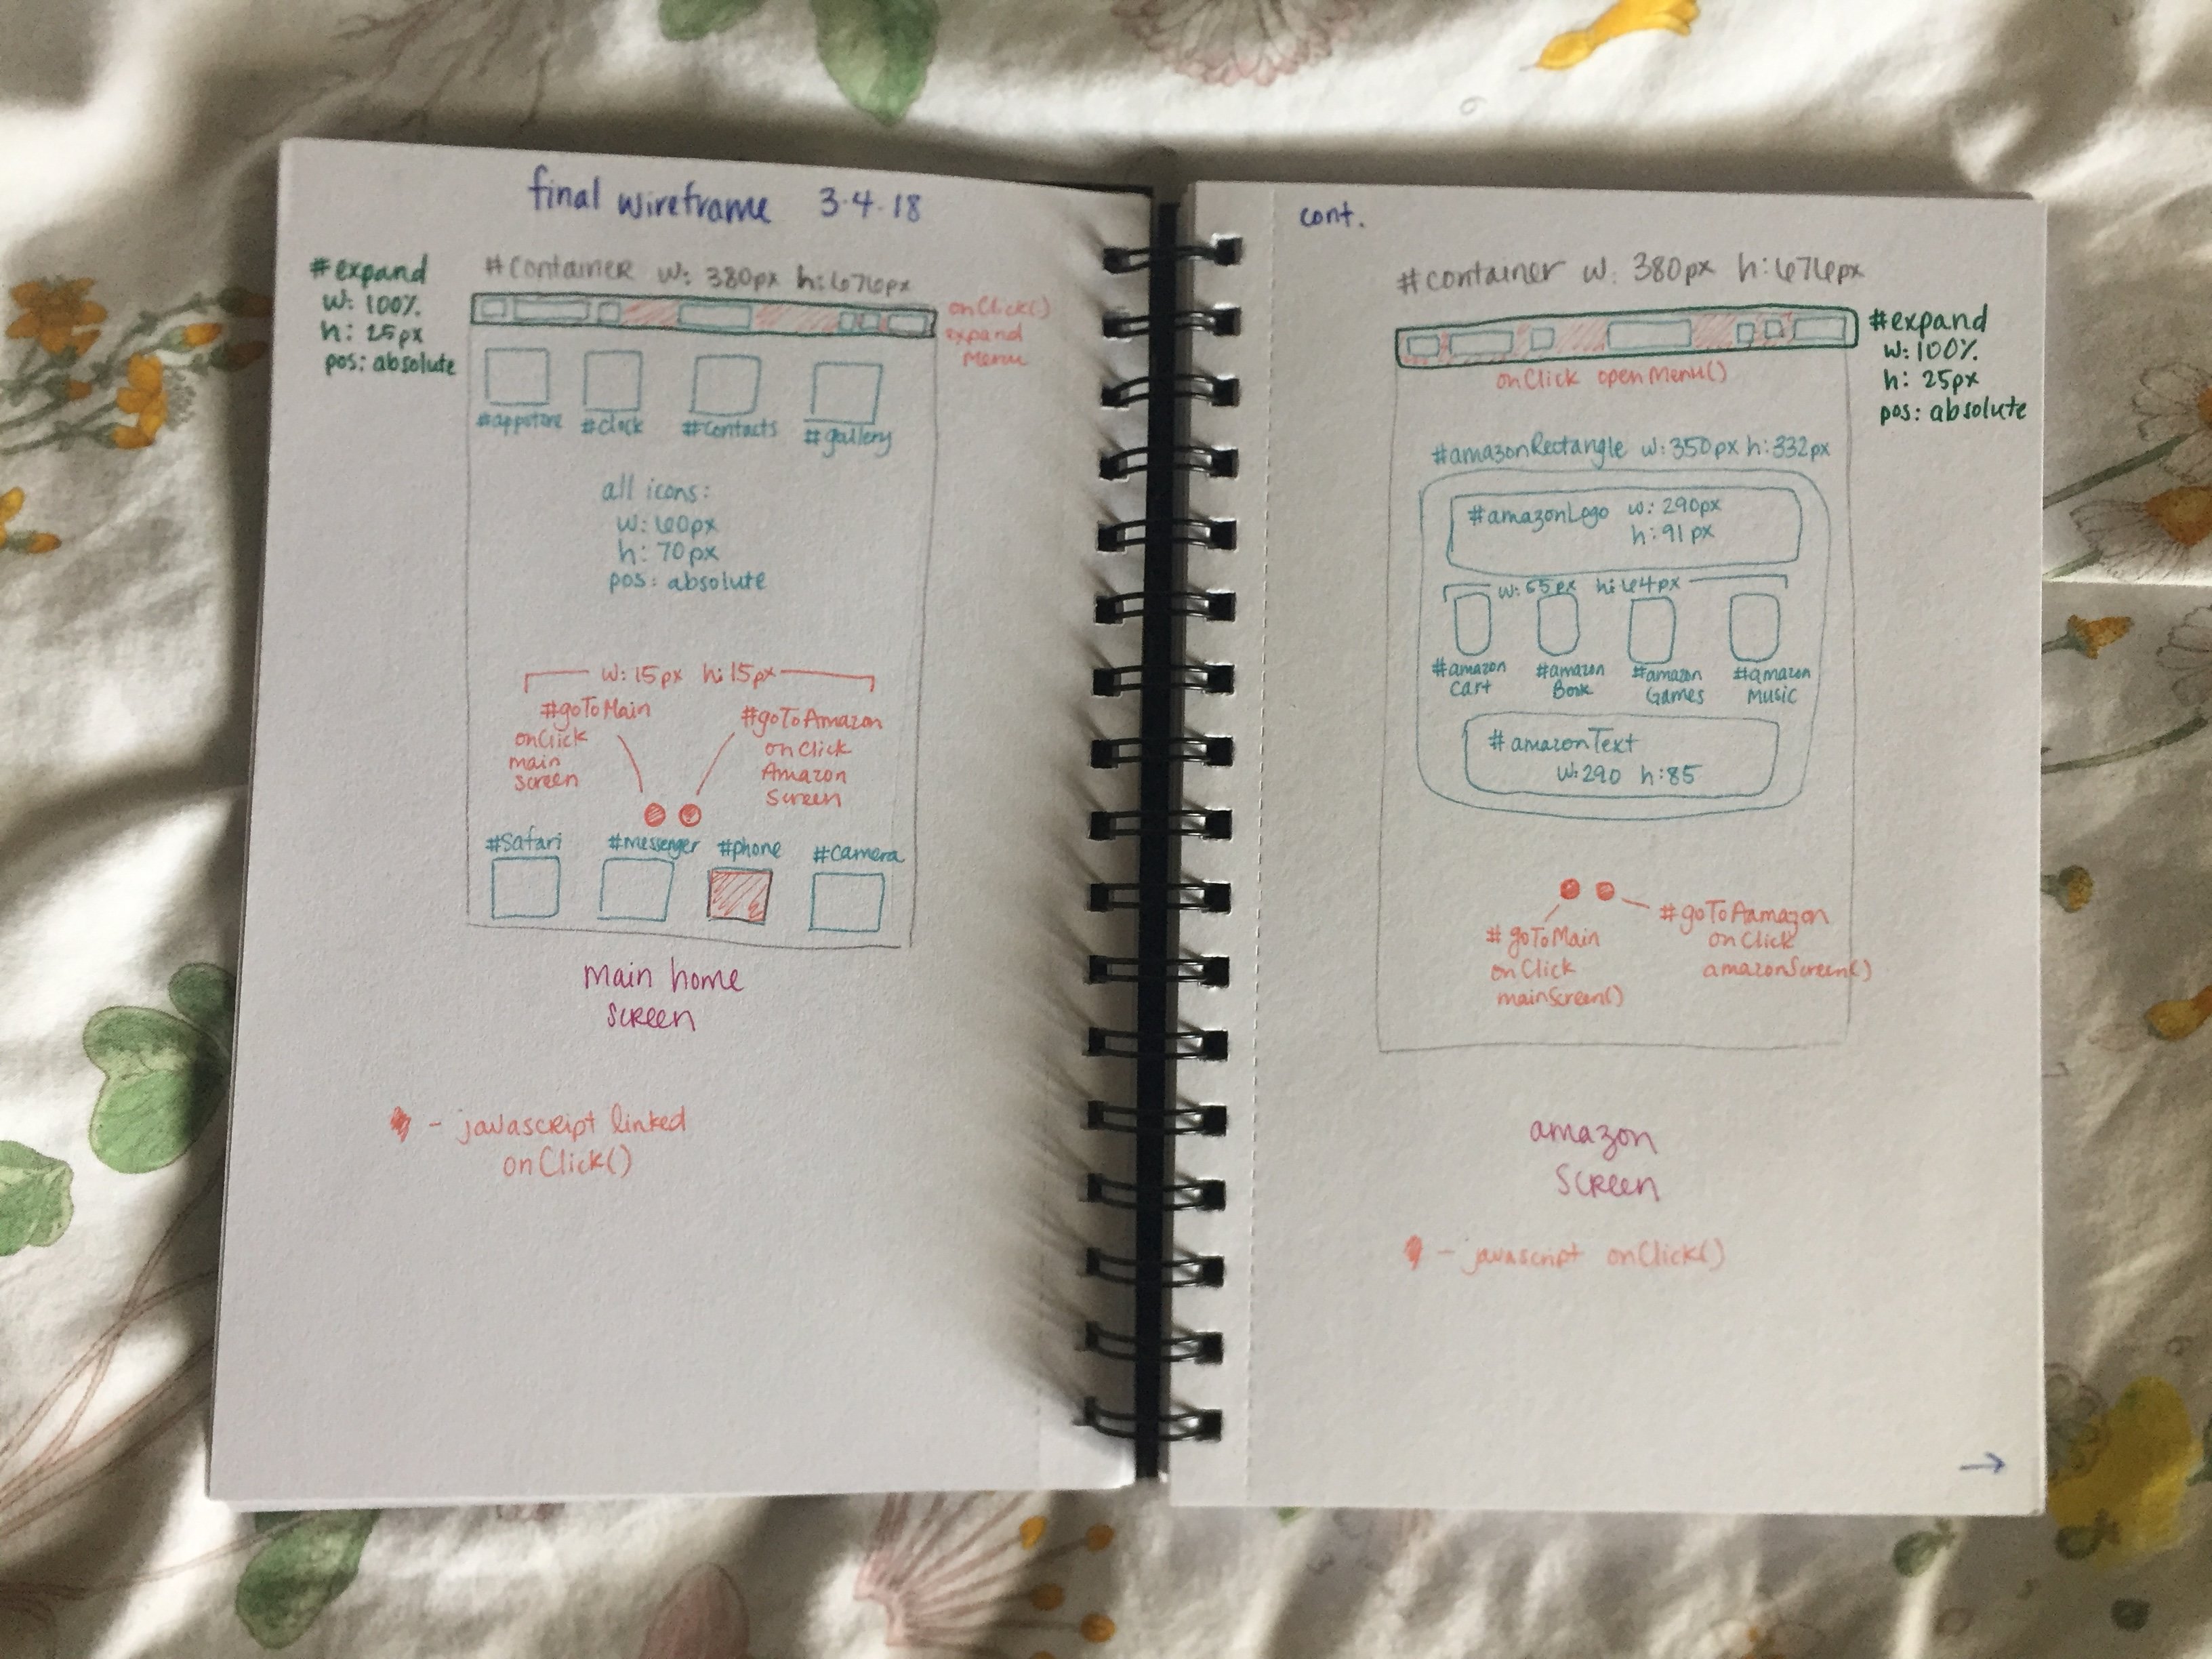 final wireframe 3.4.18
#expand
w: 100%
h: 25px
pos: absolute
#container w: 380px h: 676px
onClick()
expand
Menu
#appstore #clock #contacts #gallery
all icons:
w: 60px
h: 70px
pos: absolute
w: 15px h: 15px
#goToMain
onClick
main
screen
#goToAmazon
onClick
Amazon
Screen
#Safari #messenger #phone #camera
main home
screen
- javascript linked
onClick()
cont.
#container w: 380px h: 676px
#expand
w: 100%
h: 25px
pos: absolute
onClick openMenu()
#amazonRectangle w: 350px h: 332px
#amazonLogo w: 290px
h: 91px
w: 55px h: 64px
#amazon
Cart
#amazon
Book
#amazon
Games
#amazon
Music
#amazonText
w: 290 h: 85
#goToMain
onClick
mainScreen()
#goToAamazon
onClick
amazonScreen()
amazon
screen
- javascript onClick()
→